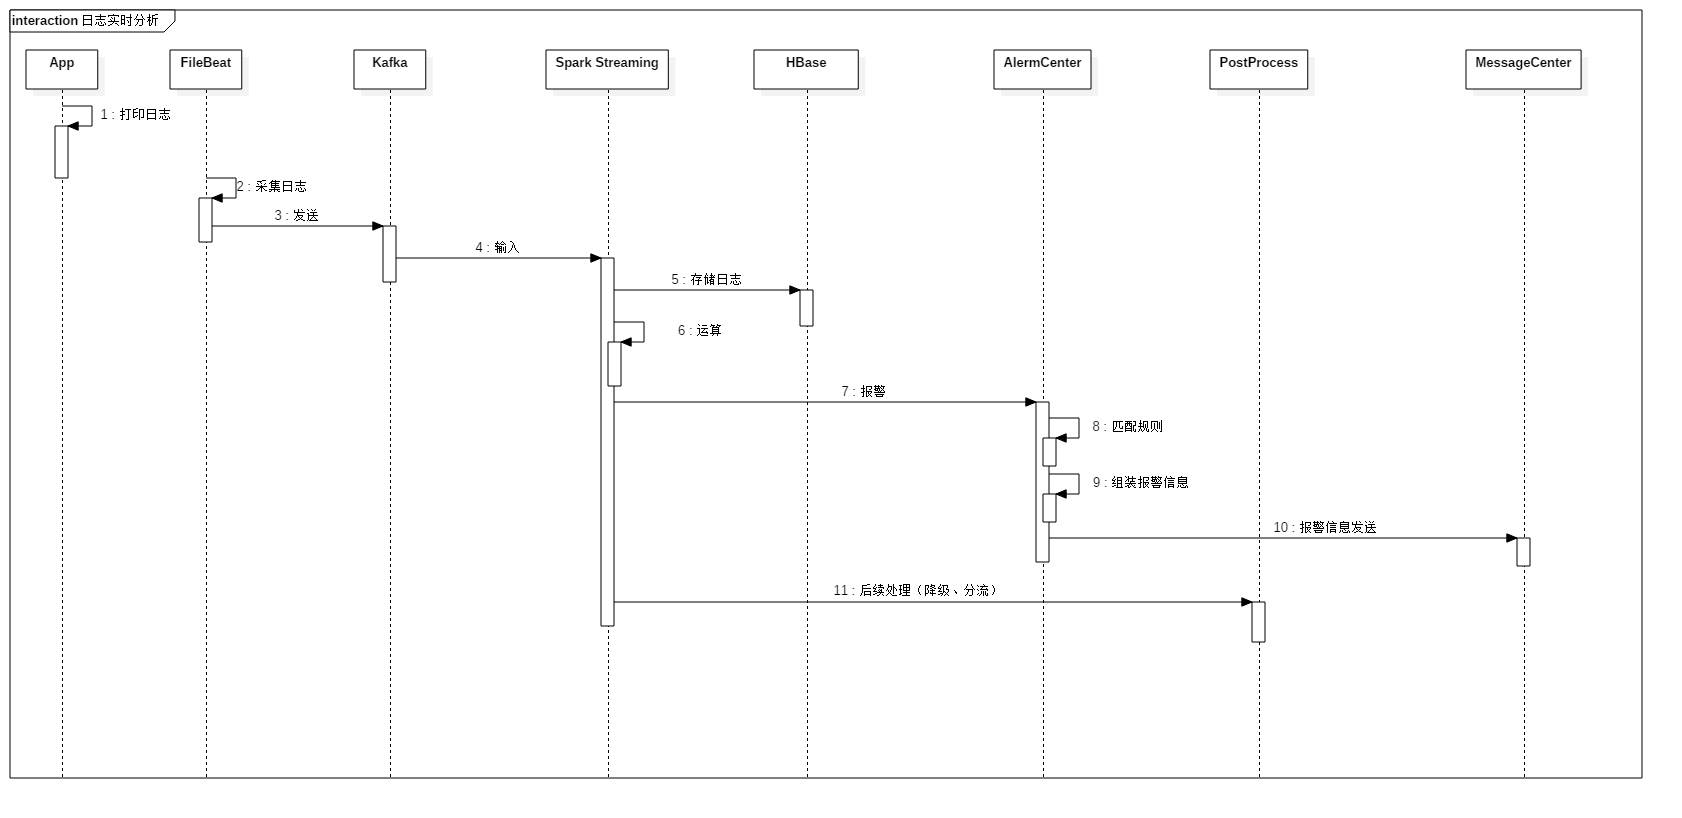 interaction 日志实时分析
App
FileBeat
Kafka
Spark Streaming
HBase
AlermCenter
PostProcess
MessageCenter
1 : 打印日志
2 : 采集日志
3 : 发送
4 : 输入
5 : 存储日志
6 : 运算
7 : 报警
8 : 匹配规则
9 : 组装报警信息
10 : 报警信息发送
11 : 后续处理（降级、分流）